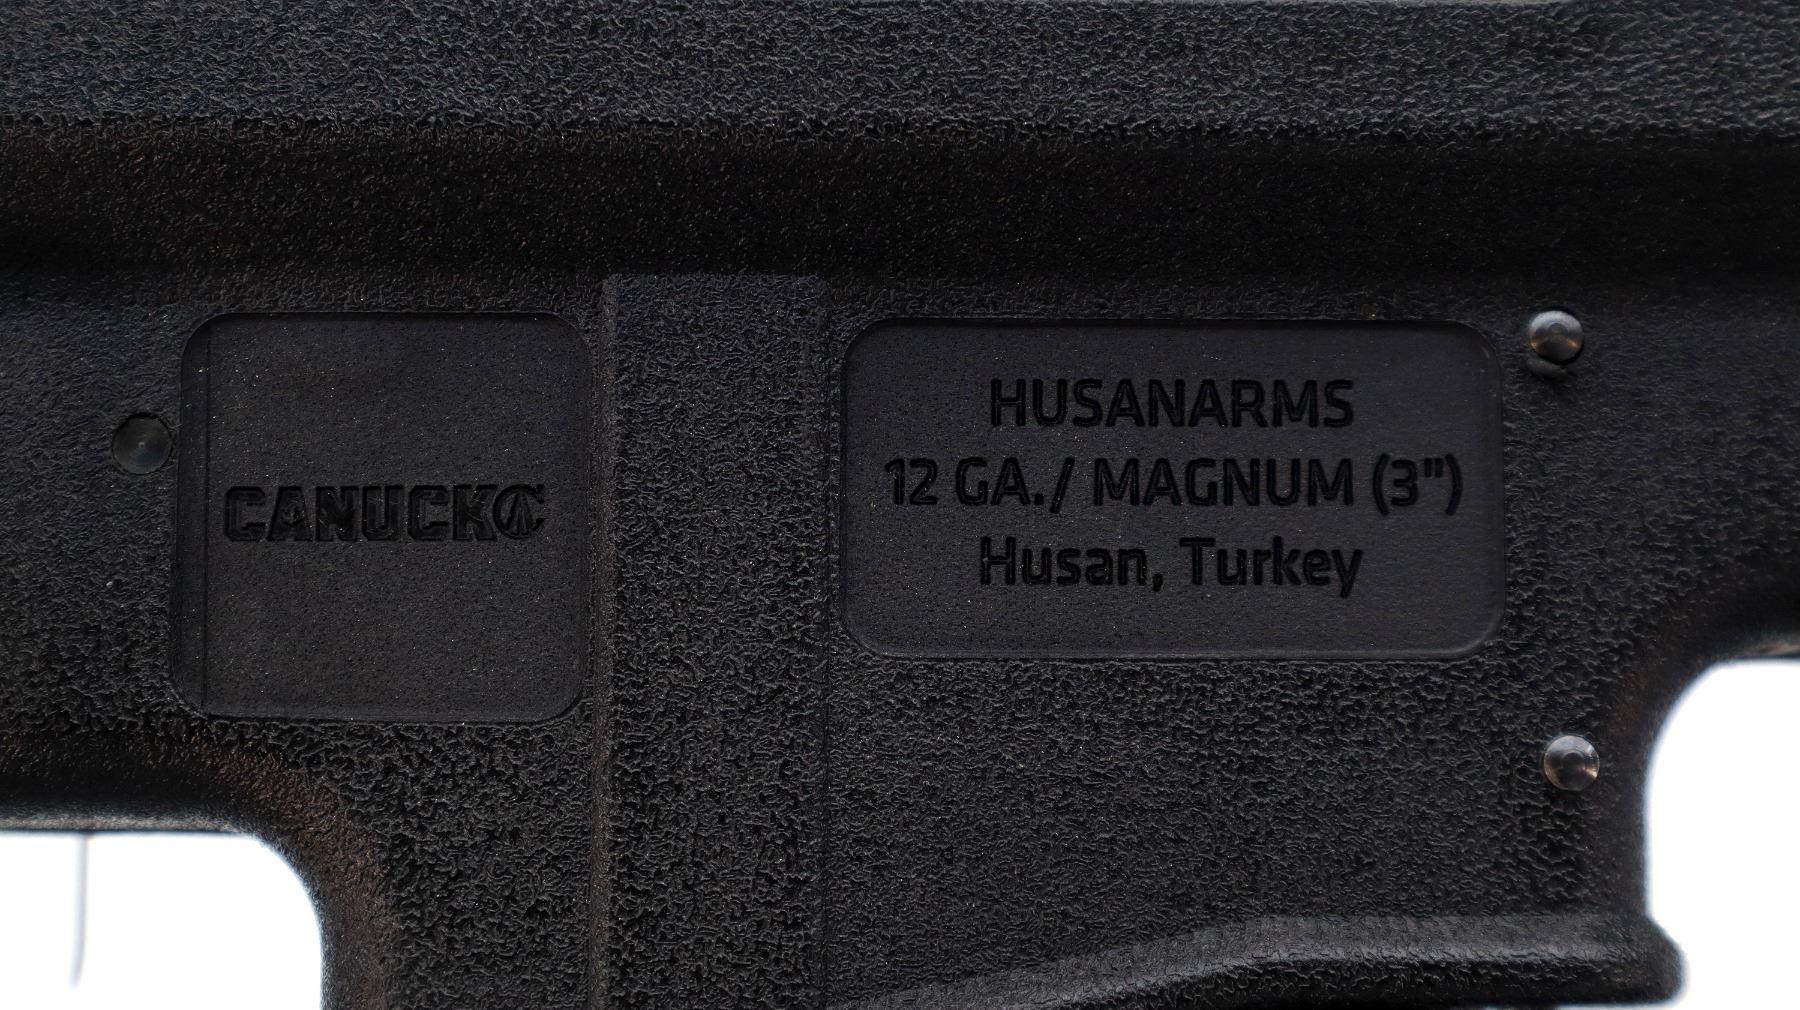 CANUCK
HUSANARMS
12 GA./ MAGNUM (3")
Husan, Turkey